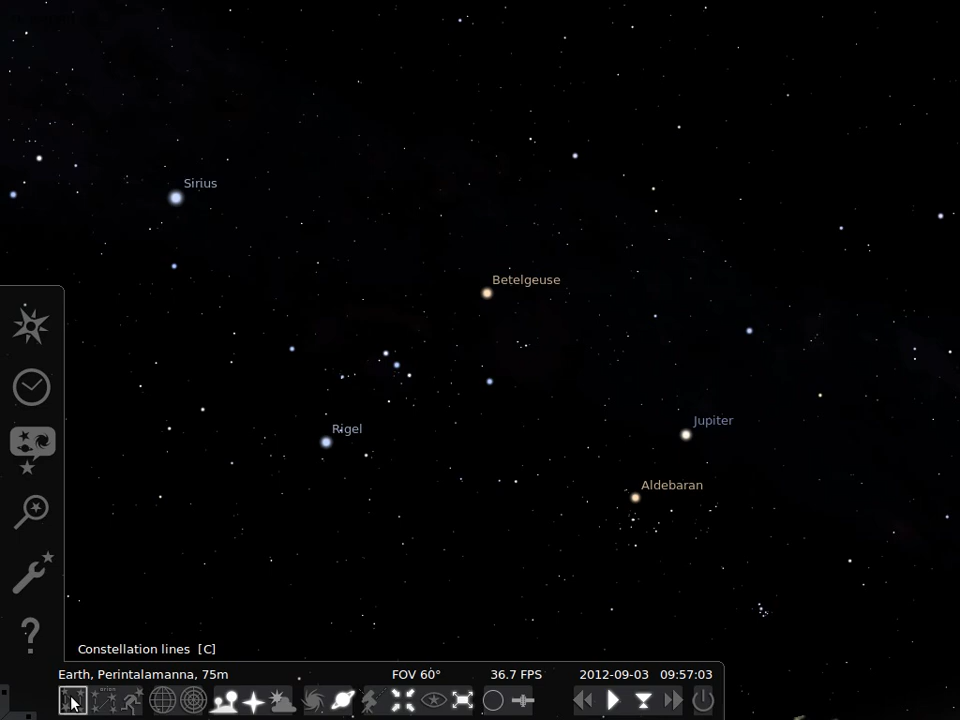 Sirius
Betelgeuse
Jupiter
Rigel
Aldebaran
Constellation lines [C]
Earth, Perintalamanna, 75m FOV 60° 36.7 FPS 2012-09-03 09:57:03